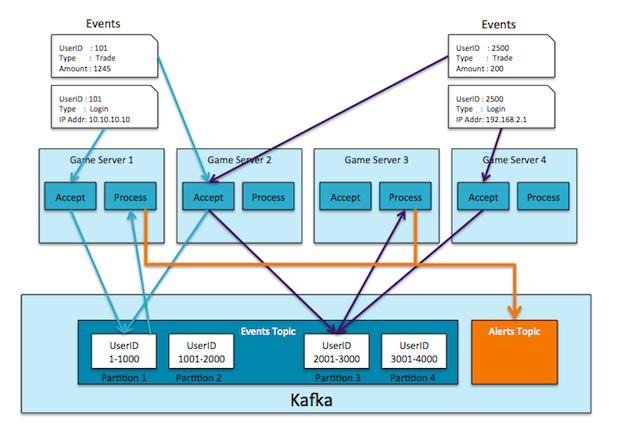 Events
Events
UserID : 101
Type : Trade
Amount : 1245
UserID : 2500
Type : Trade
Amount : 200
UserID : 101
Type : Login
IP Addr: 10.10.10.10
UserID : 2500
Type : Login
IP Addr: 192.168.2.1
Game Server 1
Game Server 2
Game Server 3
Game Server 4
Accept
Process
Accept
Process
Accept
Process
Accept
Process
Events Topic
Alerts Topic
UserID
1-1000
UserID
1001-2000
UserID
2001-3000
UserID
3001-4000
Partition 1
Partition 2
Partition 3
Partition 4
Kafka